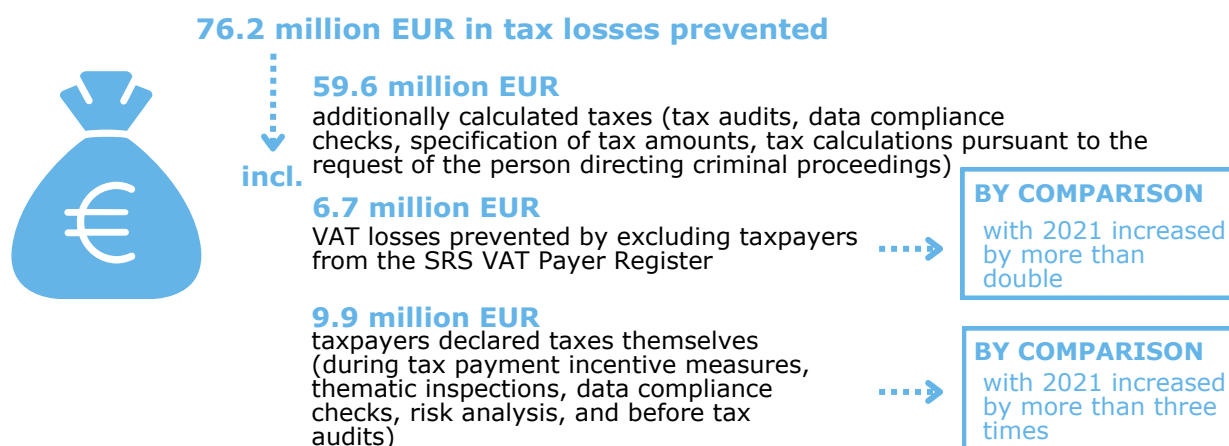 76.2 million EUR in tax losses prevented
incl.
59.6 million EUR
additionally calculated taxes (tax audits, data compliance
checks, specification of tax amounts, tax calculations pursuant to the
request of the person directing criminal proceedings)
6.7 million EUR
VAT losses prevented by excluding taxpayers
from the SRS VAT Payer Register
BY COMPARISON
with 2021 increased
by more than
double
9.9 million EUR
taxpayers declared taxes themselves
(during tax payment incentive measures,
thematic inspections, data compliance
checks, risk analysis, and before tax
audits)
BY COMPARISON
with 2021 increased
by more than three
times
€